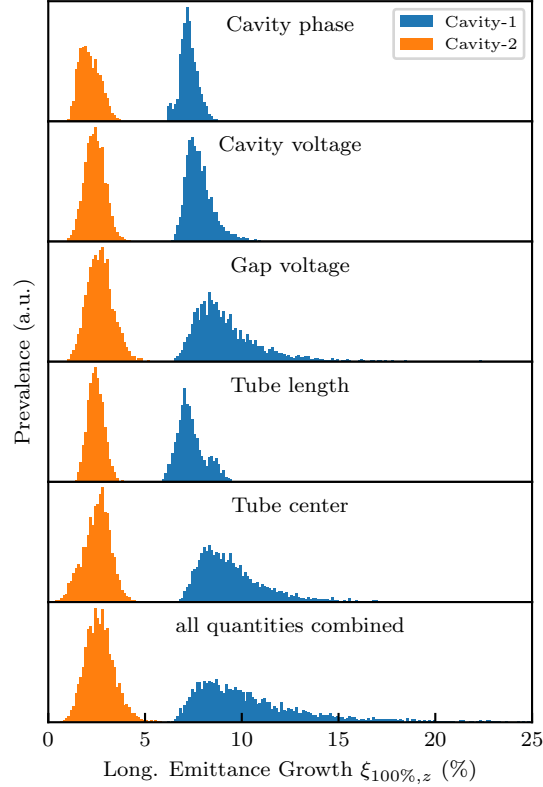 Cavity phase
Cavity-1
Cavity-2
Cavity voltage
Gap voltage
Tube length
Tube center
all quantities combined
Prevalence (a.u.)
0 5 10 15 20 25
Long. Emittance Growth ξ100%,z (%)